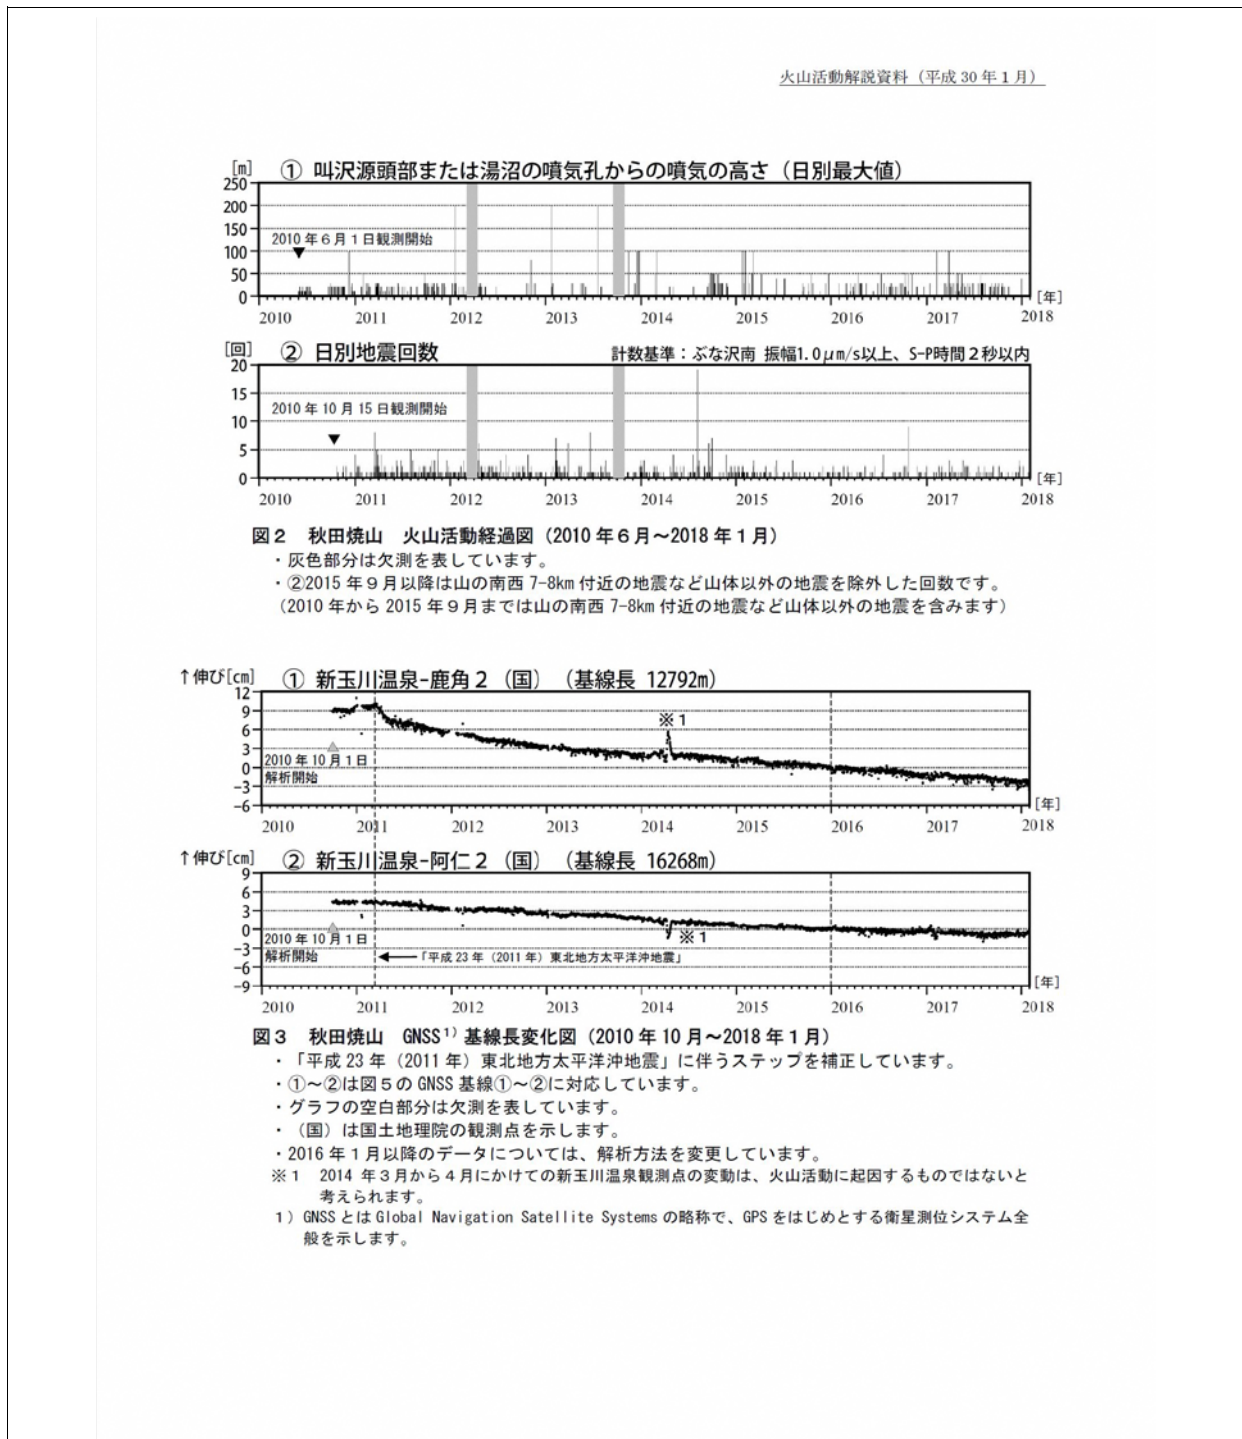 火山活動解説資料（平成 30 年 1 月）
[m] ① 叫沢源頭部または湯沼の噴気孔からの噴気の高さ（日別最大値）
250
200
150
100
50
0
2010 年 6 月 1 日観測開始
[年]
2010 2011 2012 2013 2014 2015 2016 2017 2018
[回] ② 日別地震回数 計数基準：ぶな沢南 振幅1.0μm/s以上、S-P時間２秒以内
20
15
10
5
0
2010 年 10 月 15 日観測開始
[年]
2010 2011 2012 2013 2014 2015 2016 2017 2018
図２ 秋田焼山 火山活動経過図（2010 年６月～2018 年１月）
・灰色部分は欠測を表しています。
・②2015 年９月以降は山の南西 7-8km 付近の地震など山体以外の地震を除外した回数です。
（2010 年から 2015 年９月までは山の南西 7-8km 付近の地震など山体以外の地震を含みます）
↑伸び[cm] ① 新玉川温泉-鹿角２（国）（基線長 12792m）
12
9
6
3
0
-3
-6
※１
2010 年 10 月 1 日
解析開始
[年]
2010 2011 2012 2013 2014 2015 2016 2017 2018
↑伸び[cm] ② 新玉川温泉-阿仁２（国）（基線長 16268m）
9
6
3
0
-3
-6
-9
※１
2010 年 10 月 1 日
解析開始
「平成 23 年（2011 年）東北地方太平洋沖地震」
[年]
2010 2011 2012 2013 2014 2015 2016 2017 2018
図３ 秋田焼山 GNSS¹⁾ 基線長変化図（2010 年 10 月～2018 年１月）
・「平成 23 年（2011 年）東北地方太平洋沖地震」に伴うステップを補正しています。
・①～②は図５の GNSS 基線①～②に対応しています。
・グラフの空白部分は欠測を表しています。
・（国）は国土地理院の観測点を示します。
・2016 年１月以降のデータについては、解析方法を変更しています。
※１ 2014 年３月から４月にかけての新玉川温泉観測点の変動は、火山活動に起因するものではないと
考えられます。
１）GNSS とは Global Navigation Satellite Systems の略称で、GPS をはじめとする衛星測位システム全
般を示します。